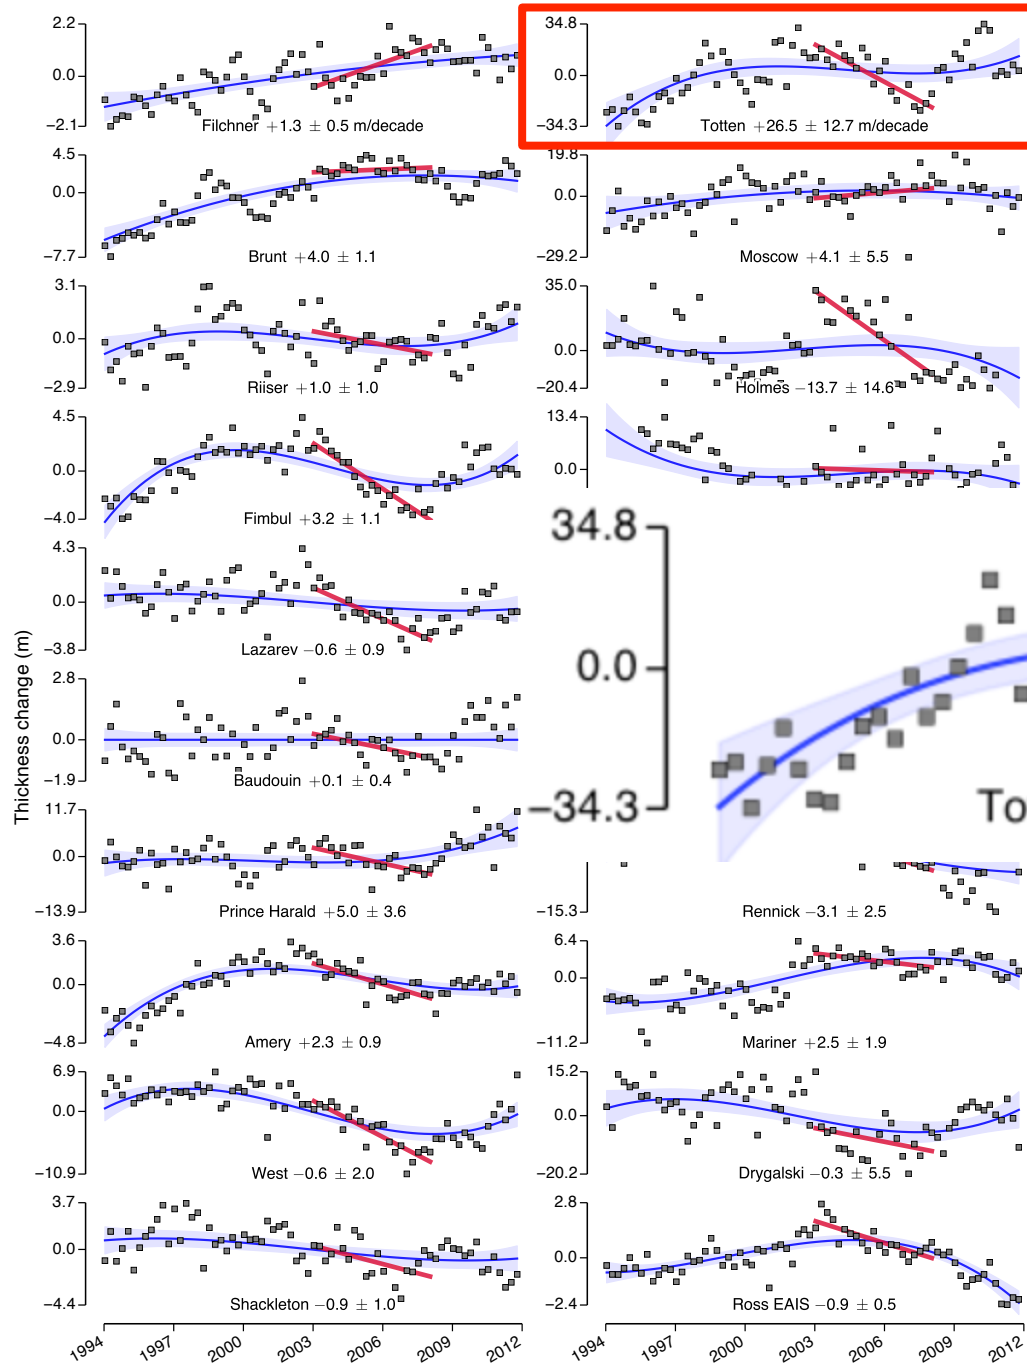 2.2
0.0
−2.1
Filchner +1.3 ± 0.5 m/decade
34.8
0.0
−34.3
Totten +26.5 ± 12.7 m/decade
4.5
0.0
−7.7
Brunt +4.0 ± 1.1
19.8
0.0
−29.2
Moscow +4.1 ± 5.5
3.1
0.0
−2.9
Riiser +1.0 ± 1.0
35.0
0.0
−20.4
Holmes −13.7 ± 14.6
4.5
0.0
−4.0
Fimbul +3.2 ± 1.1
13.4
0.0
4.3
0.0
−3.8
Lazarev −0.6 ± 0.9
34.8
0.0
−34.3
To
2.8
0.0
−1.9
Baudouin +0.1 ± 0.4
Thickness change (m)
11.7
0.0
−13.9
Prince Harald +5.0 ± 3.6
−15.3
Rennick −3.1 ± 2.5
3.6
0.0
−4.8
Amery +2.3 ± 0.9
6.4
0.0
−11.2
Mariner +2.5 ± 1.9
6.9
0.0
−10.9
West −0.6 ± 2.0
15.2
0.0
−20.2
Drygalski −0.3 ± 5.5
3.7
0.0
−4.4
Shackleton −0.9 ± 1.0
2.8
0.0
−2.4
Ross EAIS −0.9 ± 0.5
1994 1997 2000 2003 2006 2009 2012
1994 1997 2000 2003 2006 2009 2012